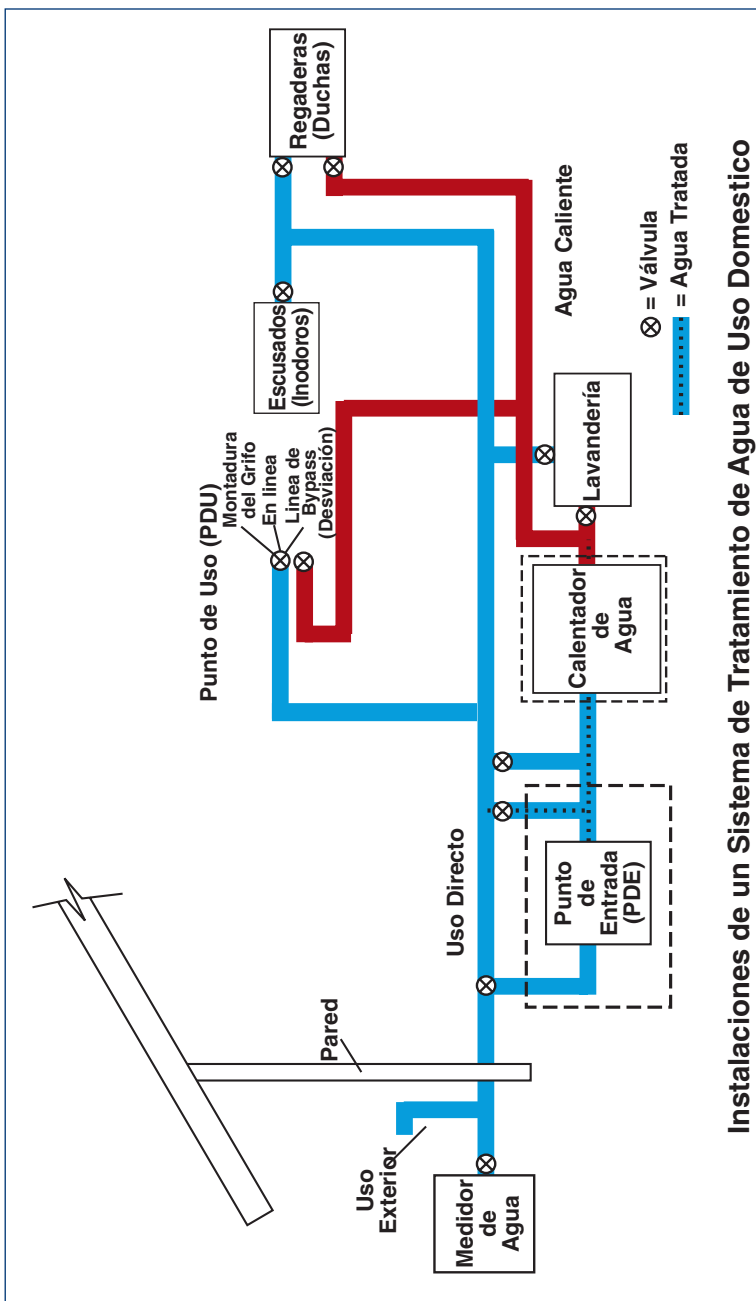 Regaderas
(Duchas)
Escusados
(Inodoros)
Punto de Uso (PDU)
Montadura
del Grifo
En linea
Linea de
Bypass
(Desviación)
Agua Caliente
= Válvula
= Agua Tratada
Lavandería
Calentador
de
Agua
Uso Directo
Punto
de
Entrada
(PDE)
Pared
Uso
Exterior
Medidor
de
Agua
Instalaciones de un Sistema de Tratamiento de Agua de Uso Domestico